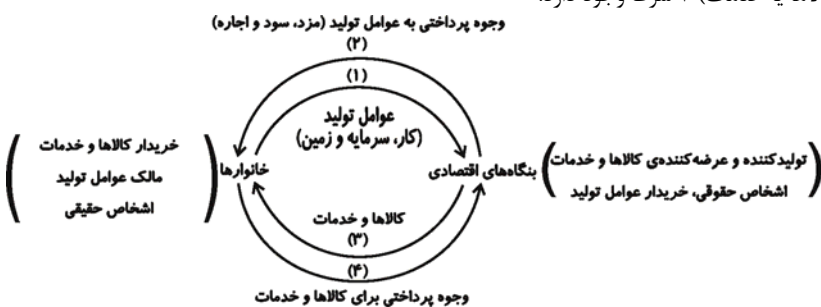 وجوه پرداختی به عوامل تولید (مزد، سود و اجاره)
(۲)
(۱)
عوامل تولید
(کار، سرمایه و زمین)
خریدار کالاها و خدمات
مالک عوامل تولید
اشخاص حقیقی
خانوارها
بنگاه‌های اقتصادی
تولیدکننده و عرضه‌کننده‌ی کالاها و خدمات
اشخاص حقوقی، خریدار عوامل تولید
کالاها و خدمات
(۳)
(۴)
وجوه پرداختی برای کالاها و خدمات